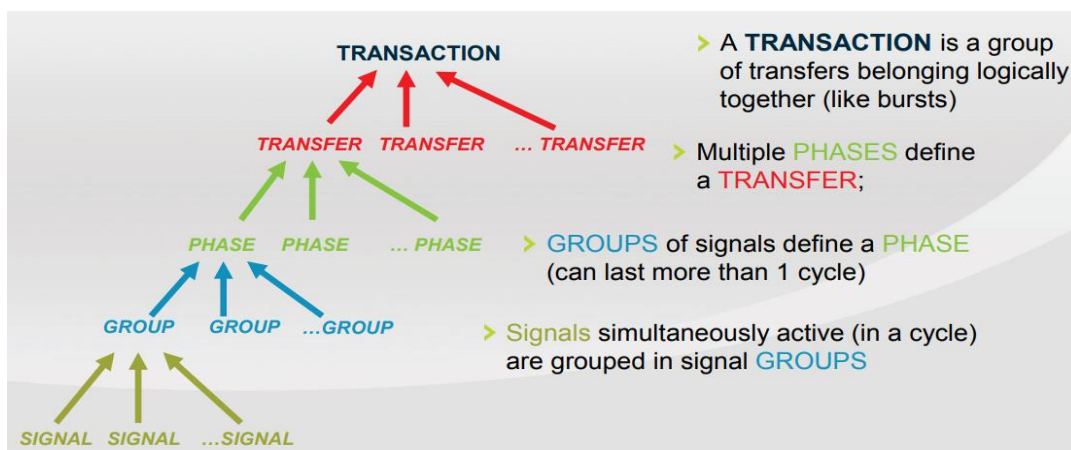 TRANSACTION
> A TRANSACTION is a group
of transfers belonging logically
together (like bursts)
TRANSFER TRANSFER ... TRANSFER
> Multiple PHASES define
a TRANSFER;
PHASE PHASE ... PHASE
> GROUPS of signals define a PHASE
(can last more than 1 cycle)
GROUP GROUP ...GROUP
> Signals simultaneously active (in a cycle)
are grouped in signal GROUPS
SIGNAL SIGNAL ...SIGNAL